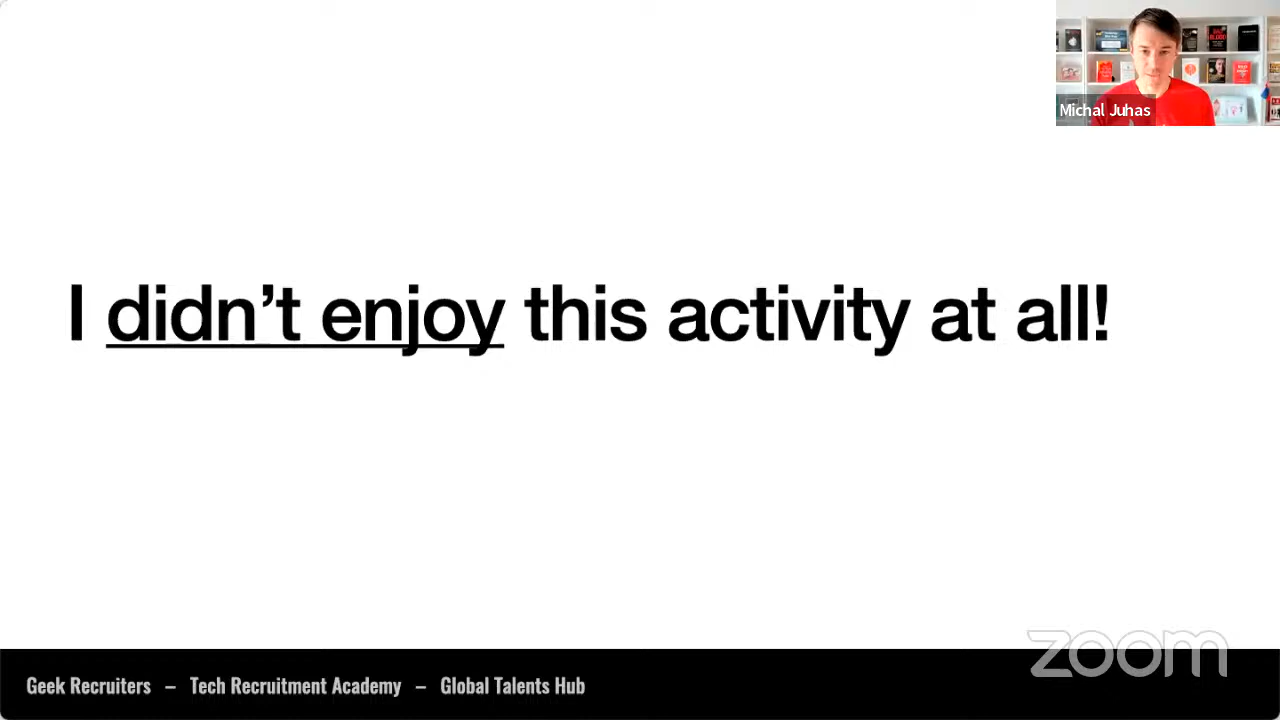 Michal Juhas
I didn’t enjoy this activity at all!
zoom
Geek Recruiters – Tech Recruitment Academy – Global Talents Hub